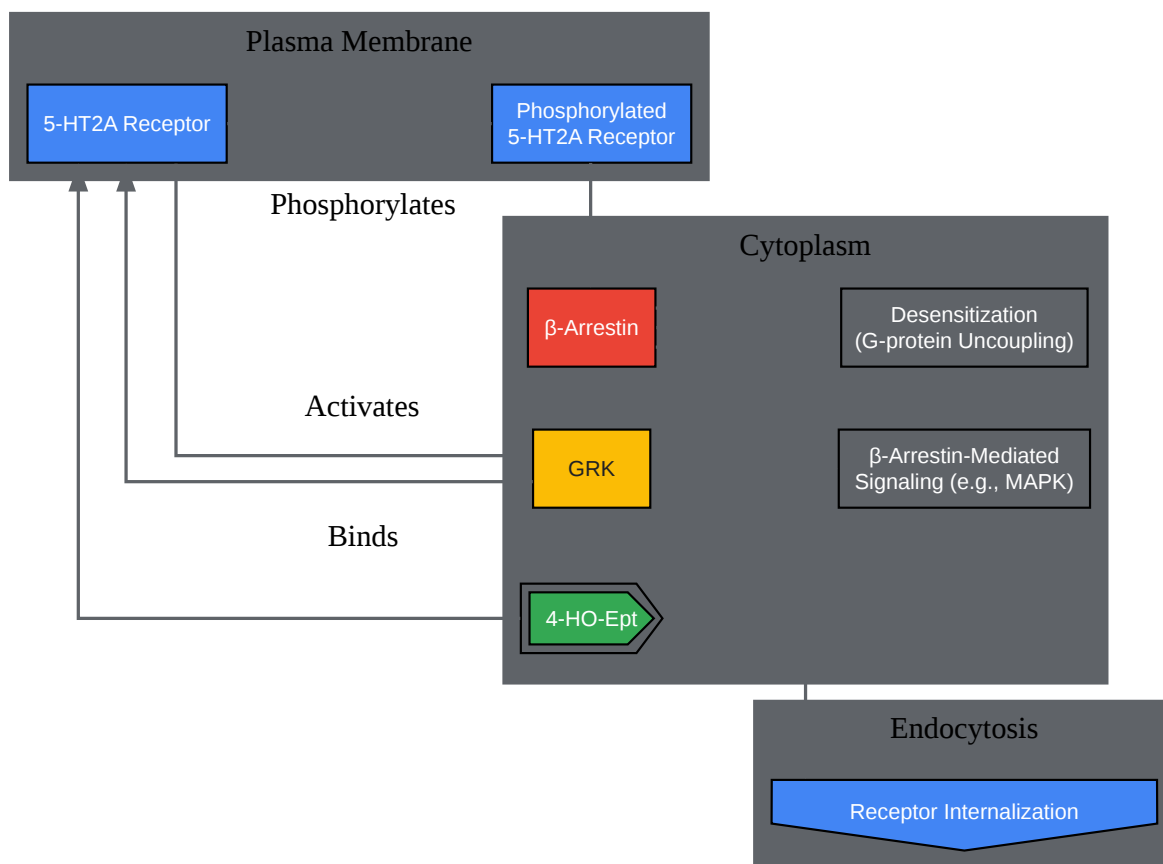 Plasma Membrane
5-HT2A Receptor
Phosphorylated
5-HT2A Receptor
Phosphorylates
Cytoplasm
β-Arrestin
Desensitization
(G-protein Uncoupling)
Activates
GRK
β-Arrestin-Mediated
Signaling (e.g., MAPK)
Binds
4-HO-Ept
Endocytosis
Receptor Internalization